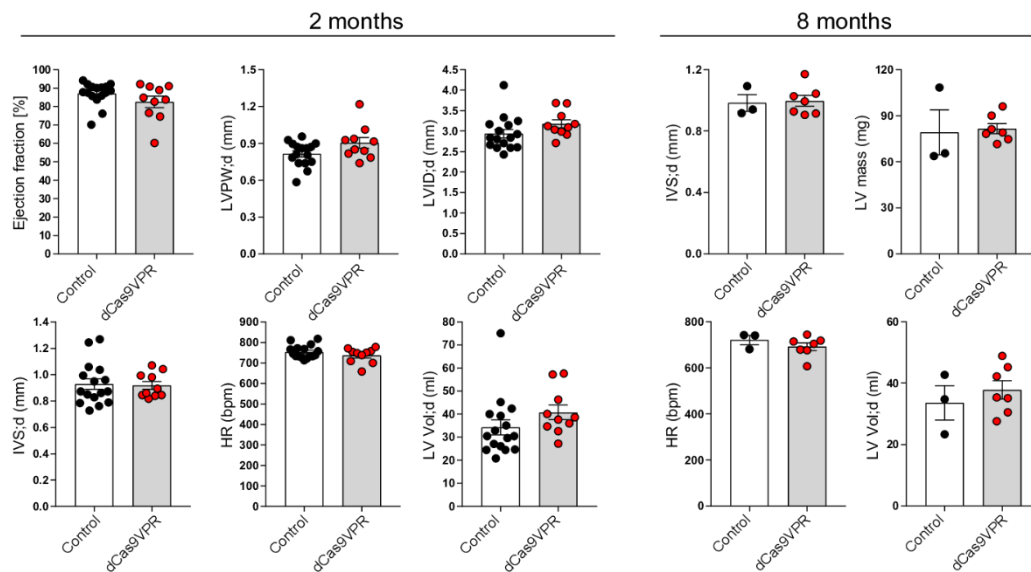 2 months
8 months
Ejection fraction [%]
100
90
80
70
60
50
40
30
20
10
0
Control
dCas9VPR
LVPW;d (mm)
1.5
1.2
0.9
0.6
0.3
0.0
Control
dCas9VPR
LVID;d (mm)
4.5
4.0
3.5
3.0
2.5
2.0
1.5
1.0
0.5
0.0
Control
dCas9VPR
IVS;d (mm)
1.2
0.8
0.4
0.0
Control
dCas9VPR
LV mass (mg)
120
90
60
30
0
Control
dCas9VPR
IVS;d (mm)
1.4
1.2
1.0
0.8
0.6
0.4
0.2
0.0
Control
dCas9VPR
HR (bpm)
900
800
700
600
500
400
300
200
100
0
Control
dCas9VPR
LV Vol;d (ml)
80
70
60
50
40
30
20
10
0
Control
dCas9VPR
HR (bpm)
800
600
400
200
0
Control
dCas9VPR
LV Vol;d (ml)
60
40
20
0
Control
dCas9VPR